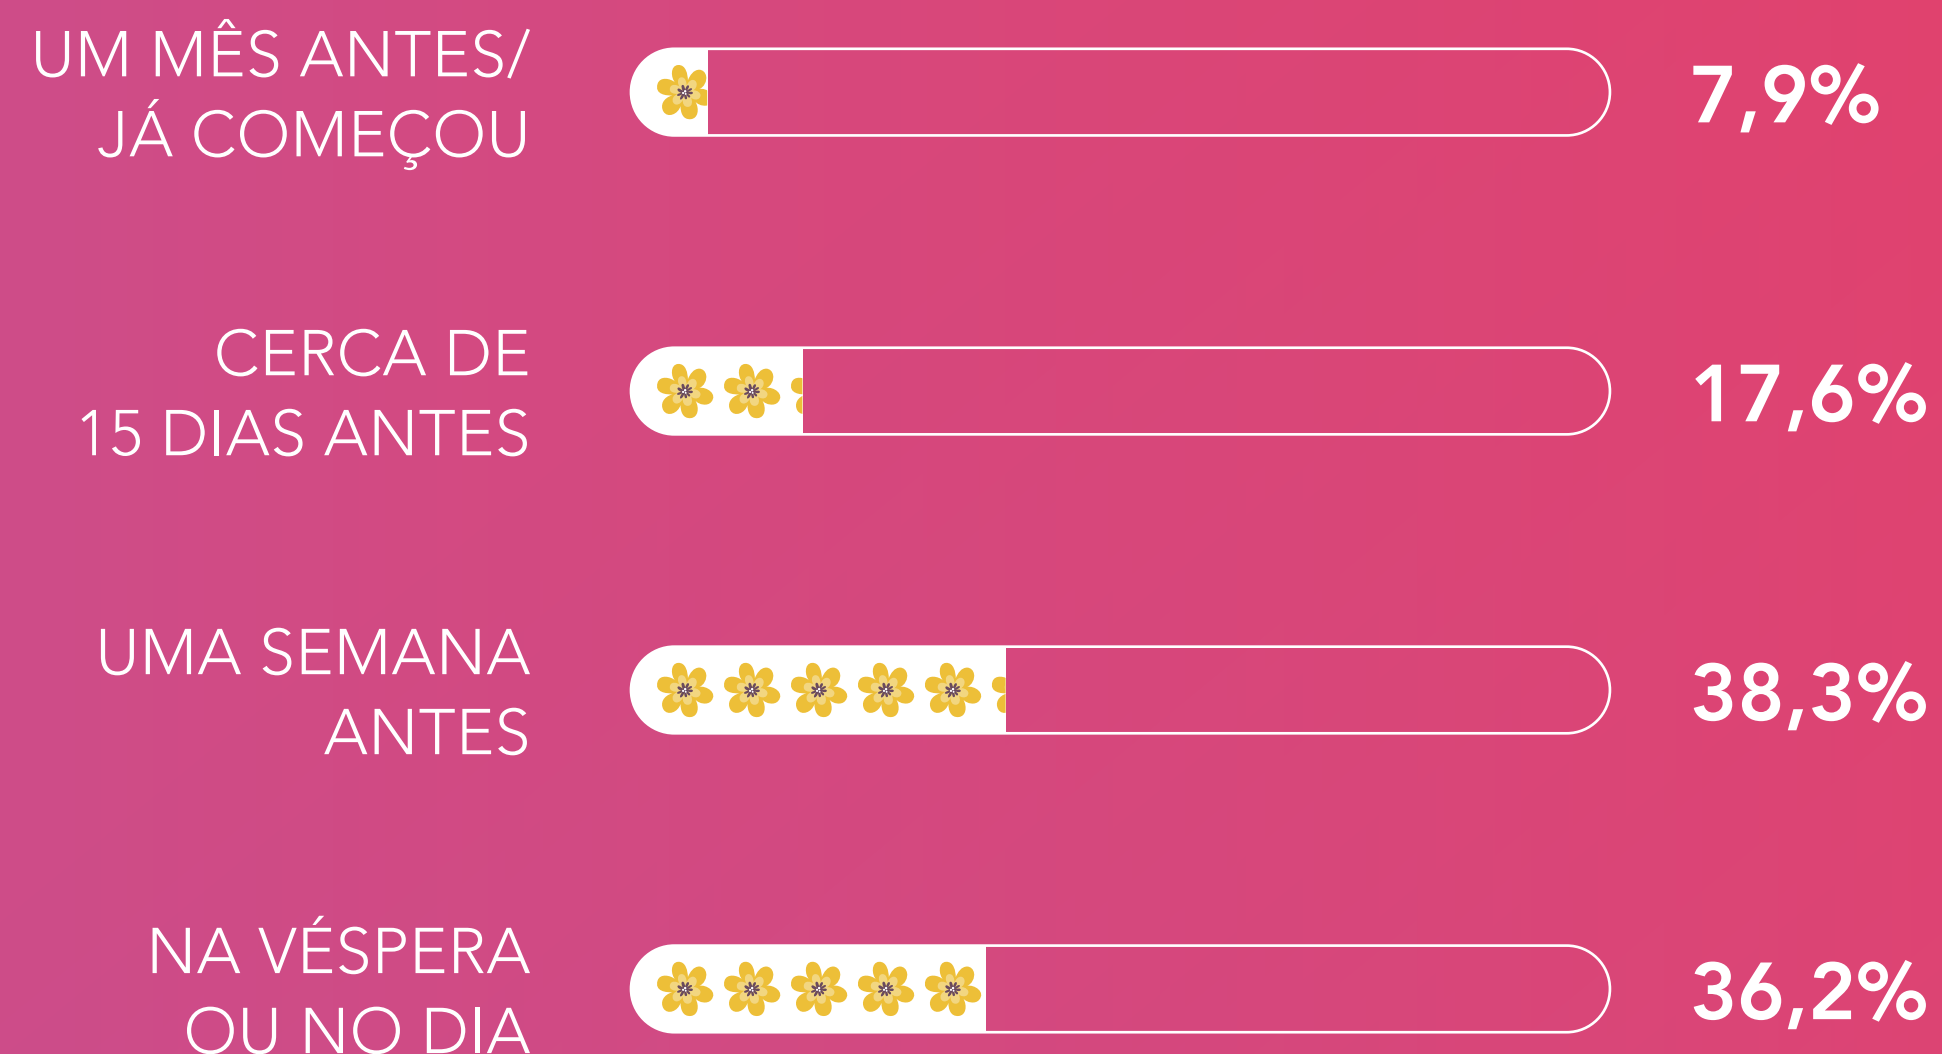 UM MÊS ANTES/
JÁ COMEÇOU
7,9%
CERCA DE
15 DIAS ANTES
17,6%
UMA SEMANA
ANTES
38,3%
NA VÉSPERA
OU NO DIA
36,2%